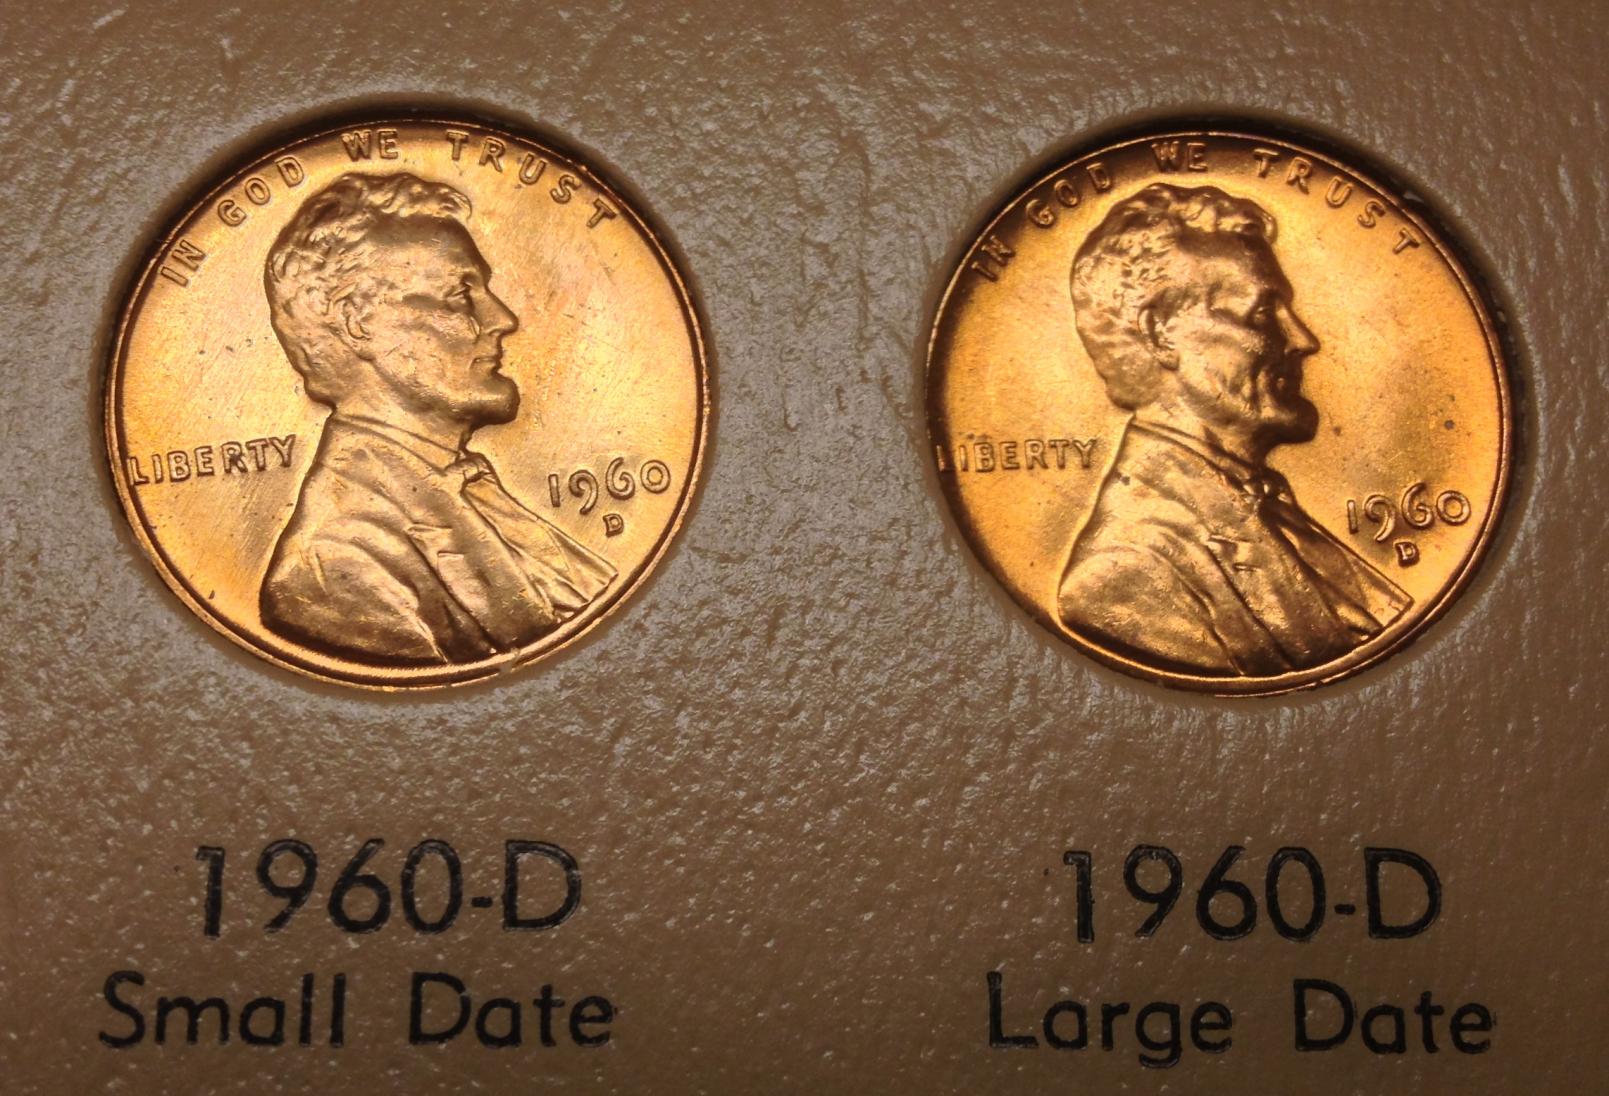 IN GOD WE TRUST
LIBERTY
1960
D
IN GOD WE TRUST
LIBERTY
1960
D
1960-D
Small Date
1960-D
Large Date